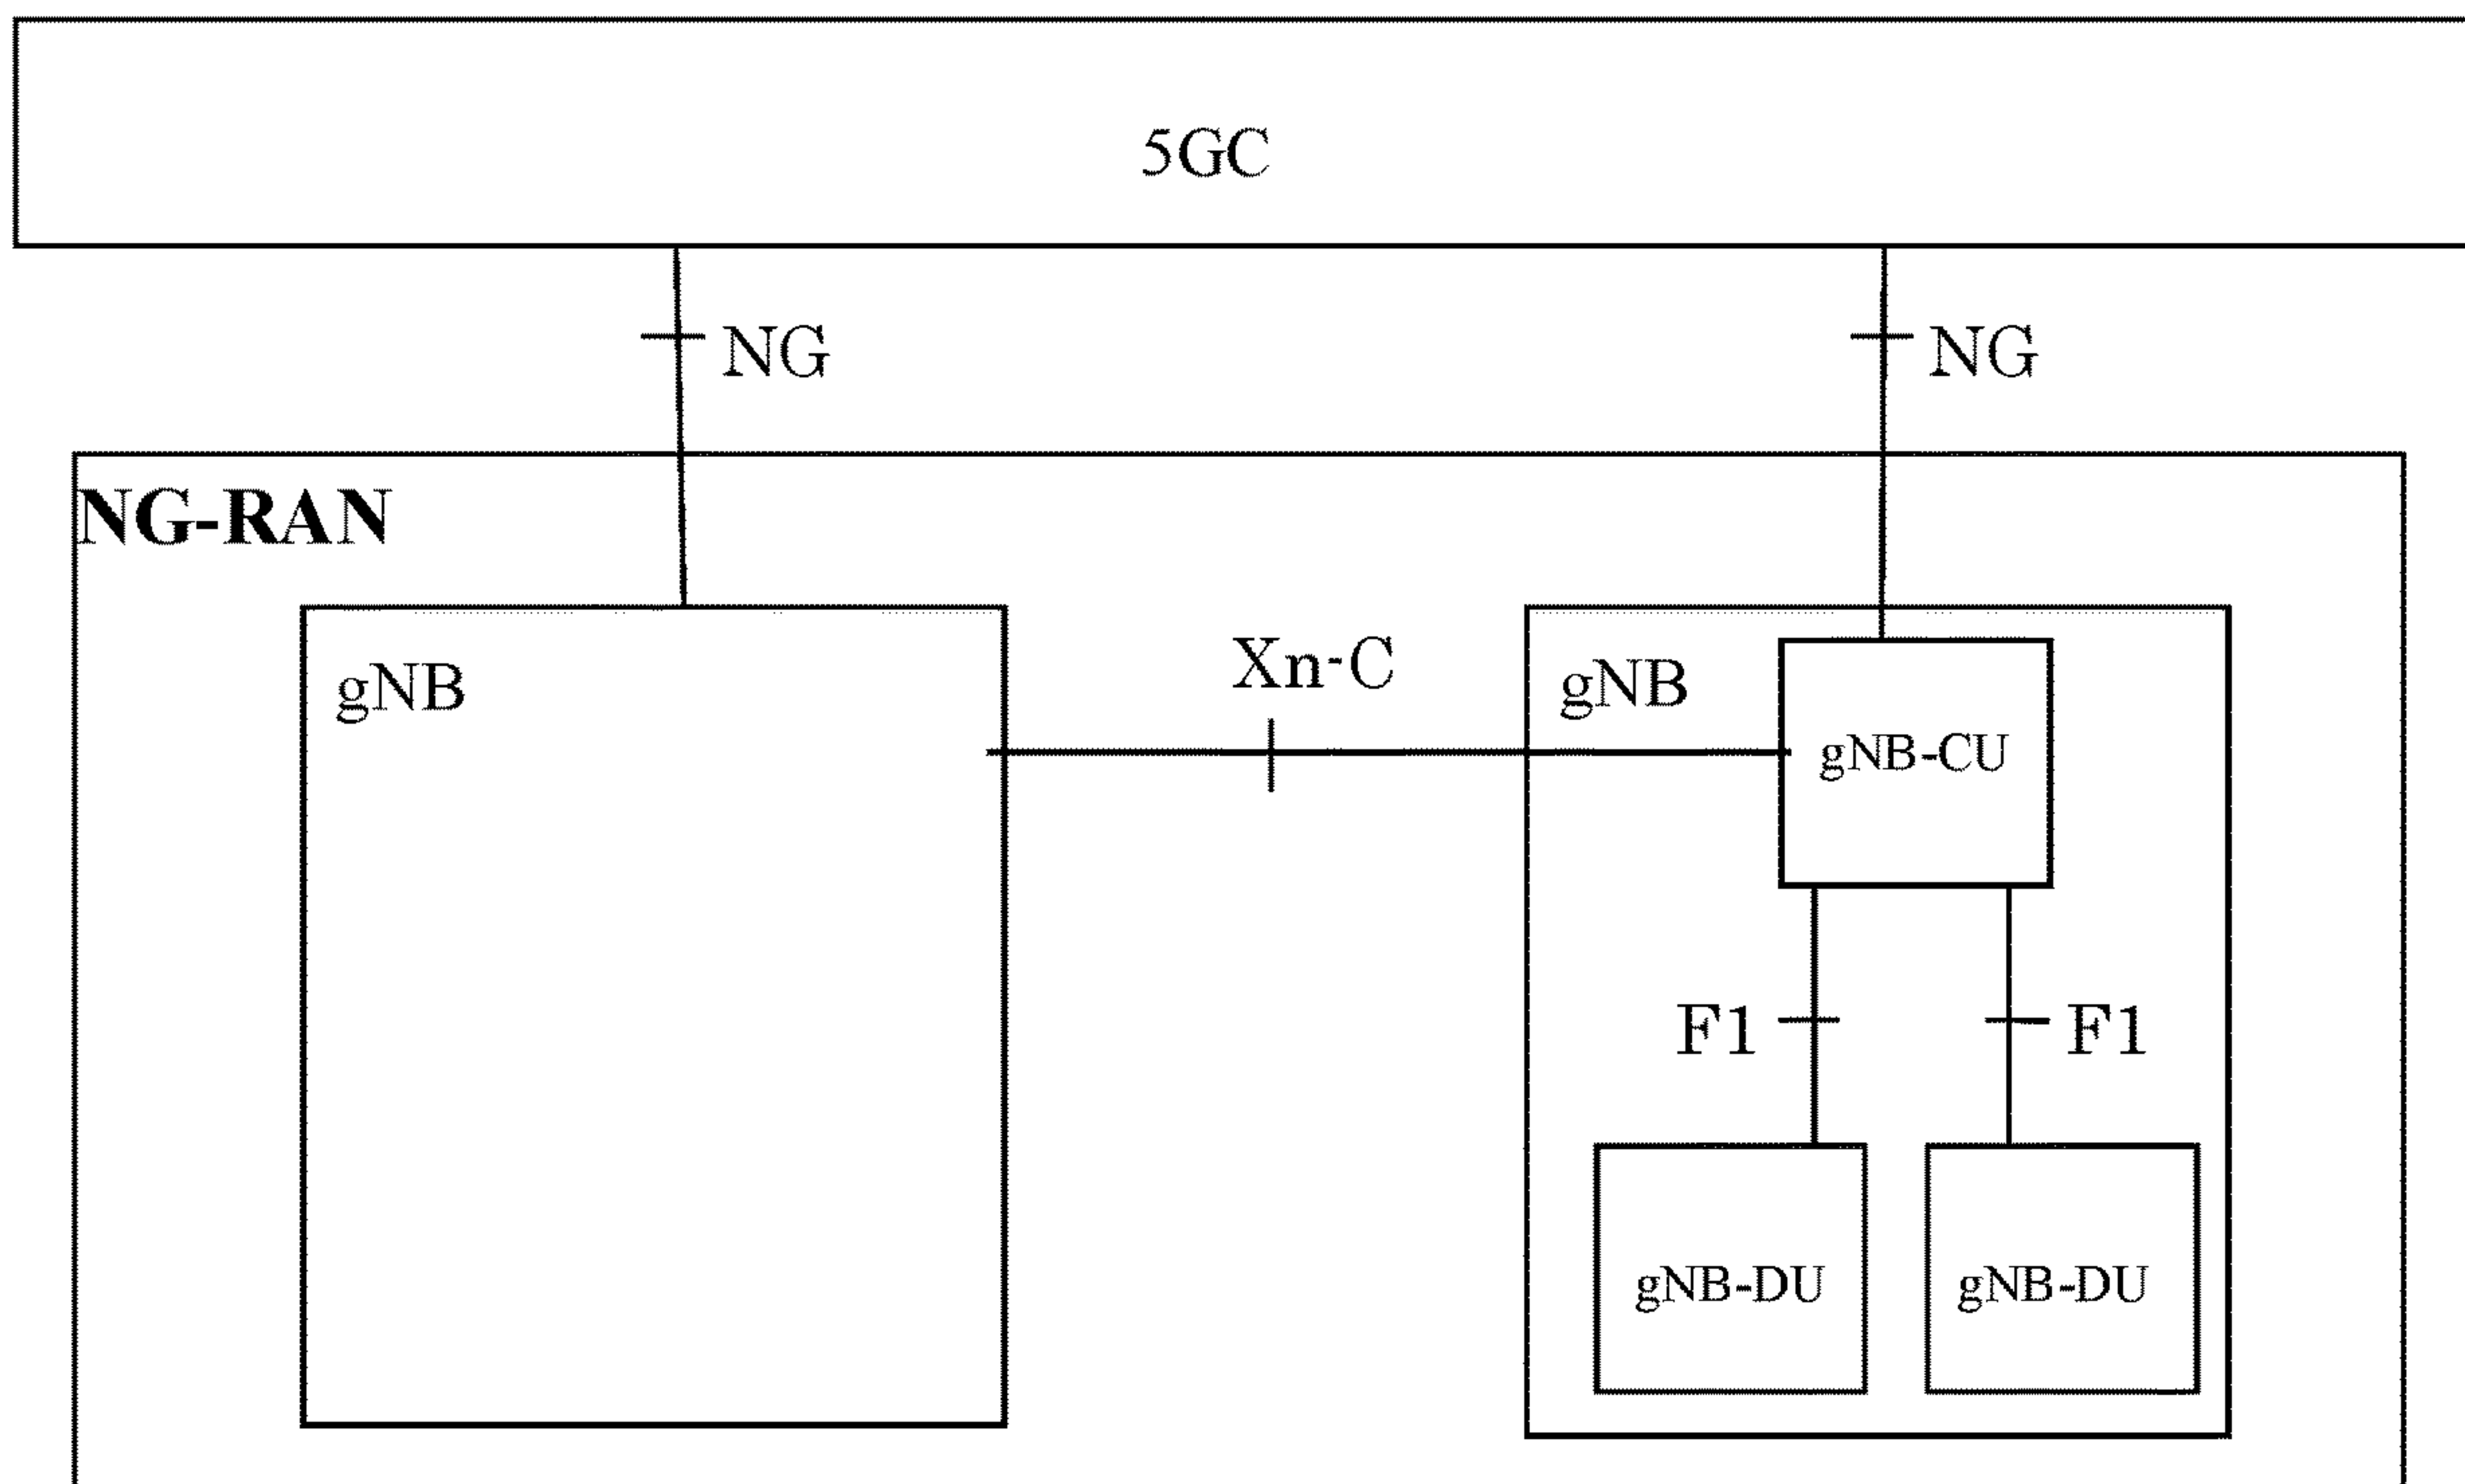 5GC
NG
NG
NG-RAN
gNB
Xn-C
gNB
gNB-CU
F1
F1
gNB-DU
gNB-DU